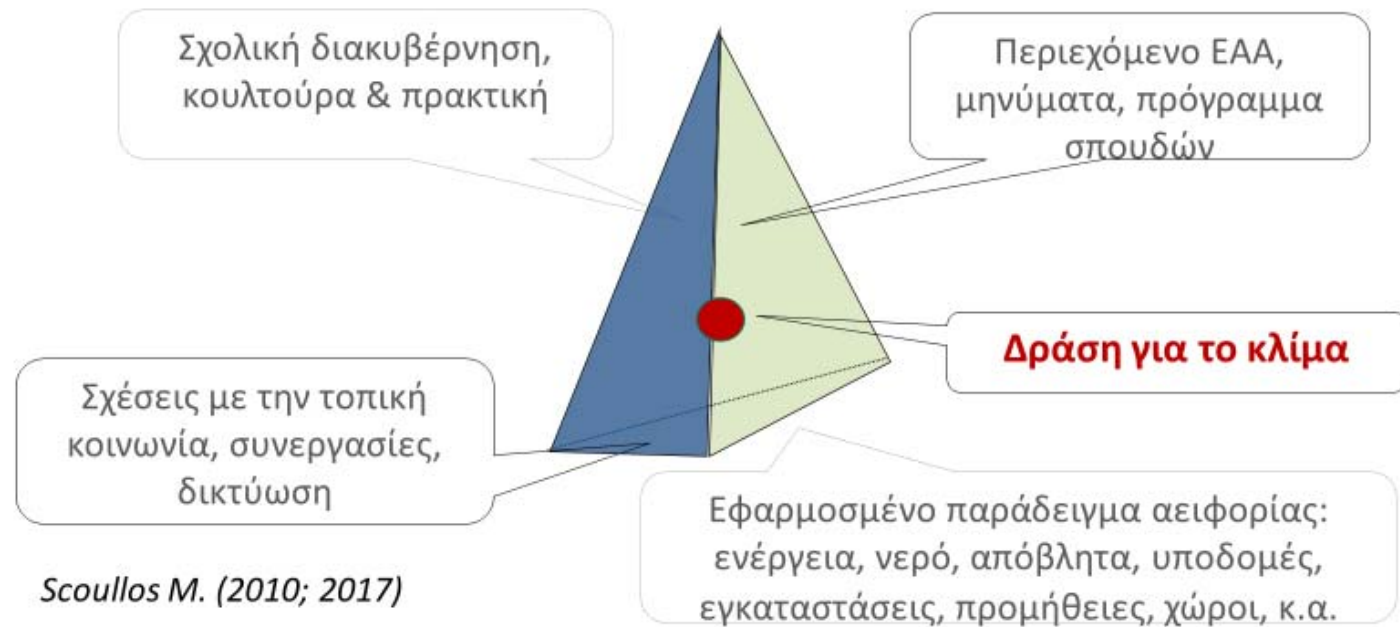 Σχολική διακυβέρνηση,
κουλτούρα & πρακτική
Περιεχόμενο ΕΑΑ,
μηνύματα, πρόγραμμα
σπουδών
Δράση για το κλίμα
Σχέσεις με την τοπική
κοινωνία, συνεργασίες,
δικτύωση
Εφαρμοσμένο παράδειγμα αειφορίας:
ενέργεια, νερό, απόβλητα, υποδομές,
εγκαταστάσεις, προμήθειες, χώροι, κ.α.
Scoullos M. (2010; 2017)